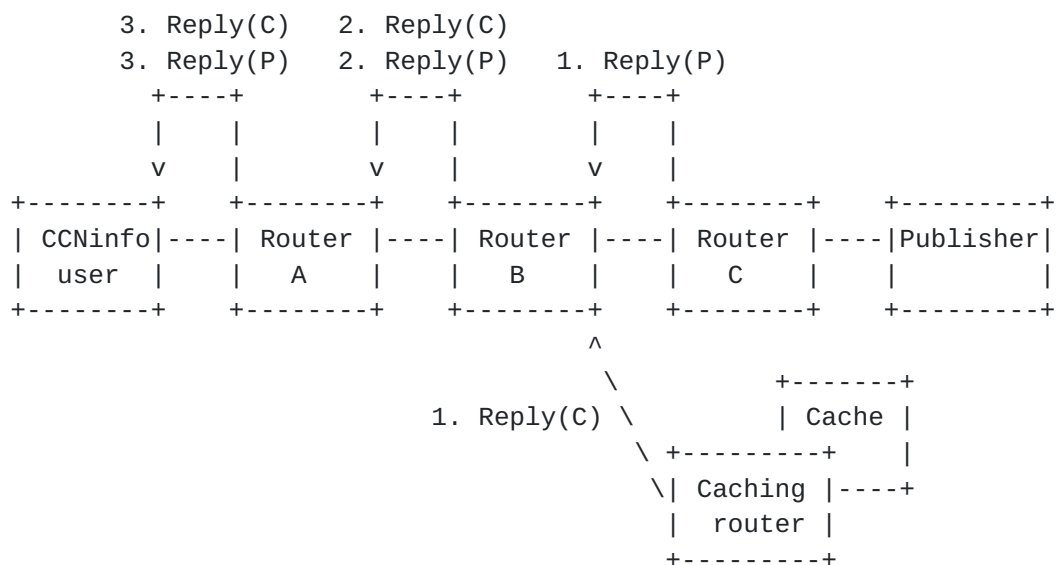 3. Reply(C)   2. Reply(C)
3. Reply(P)   2. Reply(P)   1. Reply(P)
CCNinfo   Router   Router   Router   Publisher
user   A   B   C
1. Reply(C)   Cache
Caching
router